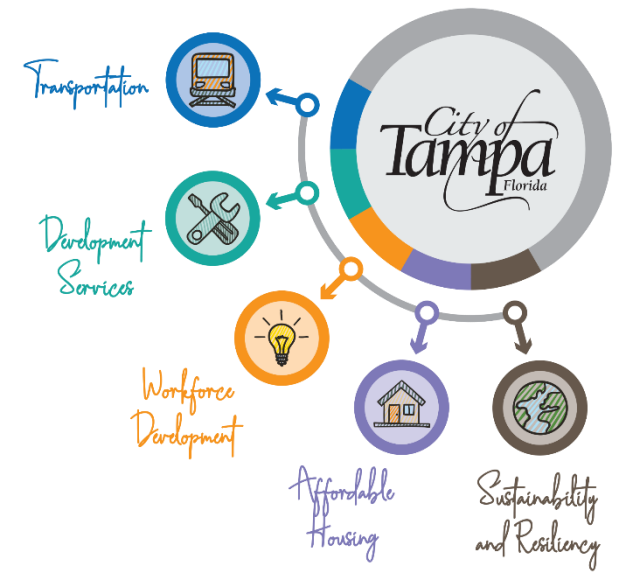 Transportation
City of
Tampa
Florida
Development
Services
Workforce
Development
Affordable
Housing
Sustainability
and Resiliency